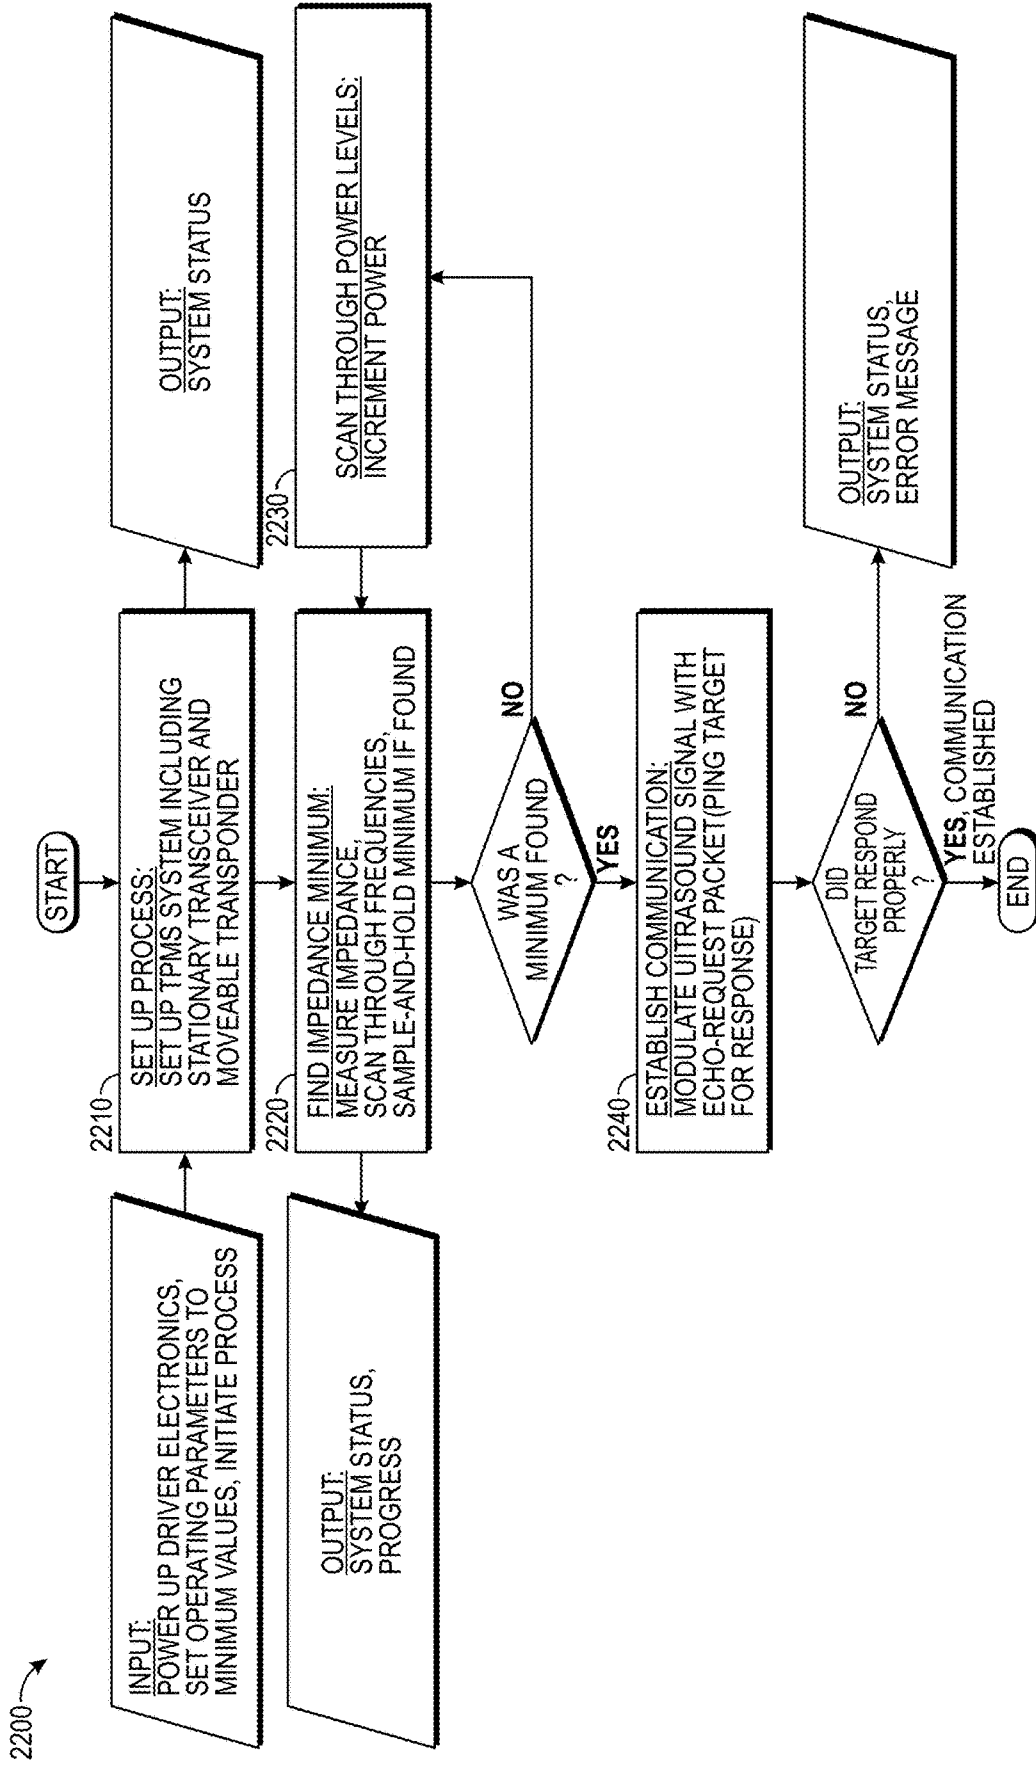 2200
START
INPUT:
POWER UP DRIVER ELECTRONICS,
SET OPERATING PARAMETERS TO
MINIMUM VALUES, INITIATE PROCESS
2210
SET UP PROCESS:
SET UP TPMS SYSTEM INCLUDING
STATIONARY TRANSCEIVER AND
MOVEABLE TRANSPONDER
OUTPUT:
SYSTEM STATUS
OUTPUT:
SYSTEM STATUS,
PROGRESS
2220
FIND IMPEDANCE MINIMUM:
MEASURE IMPEDANCE,
SCAN THROUGH FREQUENCIES,
SAMPLE-AND-HOLD MINIMUM IF FOUND
2230
SCAN THROUGH POWER LEVELS:
INCREMENT POWER
WAS A
MINIMUM FOUND
?
NO
YES
2240
ESTABLISH COMMUNICATION:
MODULATE UITRASOUND SIGNAL WITH
ECHO-REQUEST PACKET(PING TARGET
FOR RESPONSE)
DID
TARGET RESPOND
PROPERLY
?
NO
OUTPUT:
SYSTEM STATUS,
ERROR MESSAGE
YES, COMMUNICATION
ESTABLISHED
END